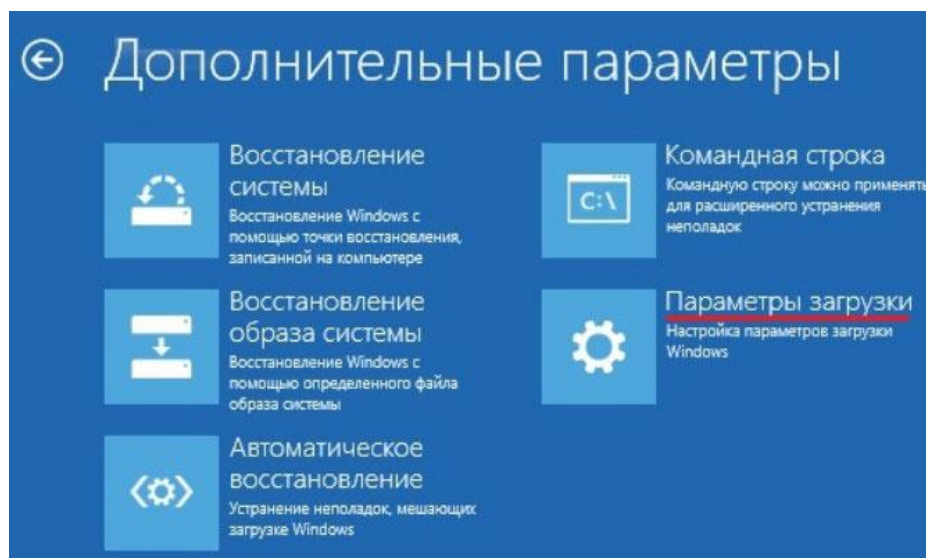 Дополнительные параметры
Восстановление
системы
Восстановление Windows с
помощью точки восстановления,
записанной на компьютере
Восстановление
образа системы
Восстановление Windows с
помощью определенного файла
образа системы
Автоматическое
восстановление
Устранение неполадок, мешающих
загрузке Windows
Командная строка
Командную строку можно применять
для расширенного устранения
неполадок
C:\
Параметры загрузки
Настройка параметров загрузки
Windows